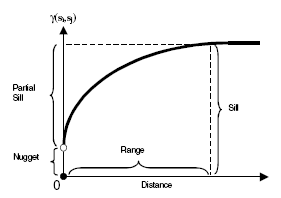 γ(sᵢ,sⱼ)
Partial
Sill
Sill
Nugget
Range
0
Distance